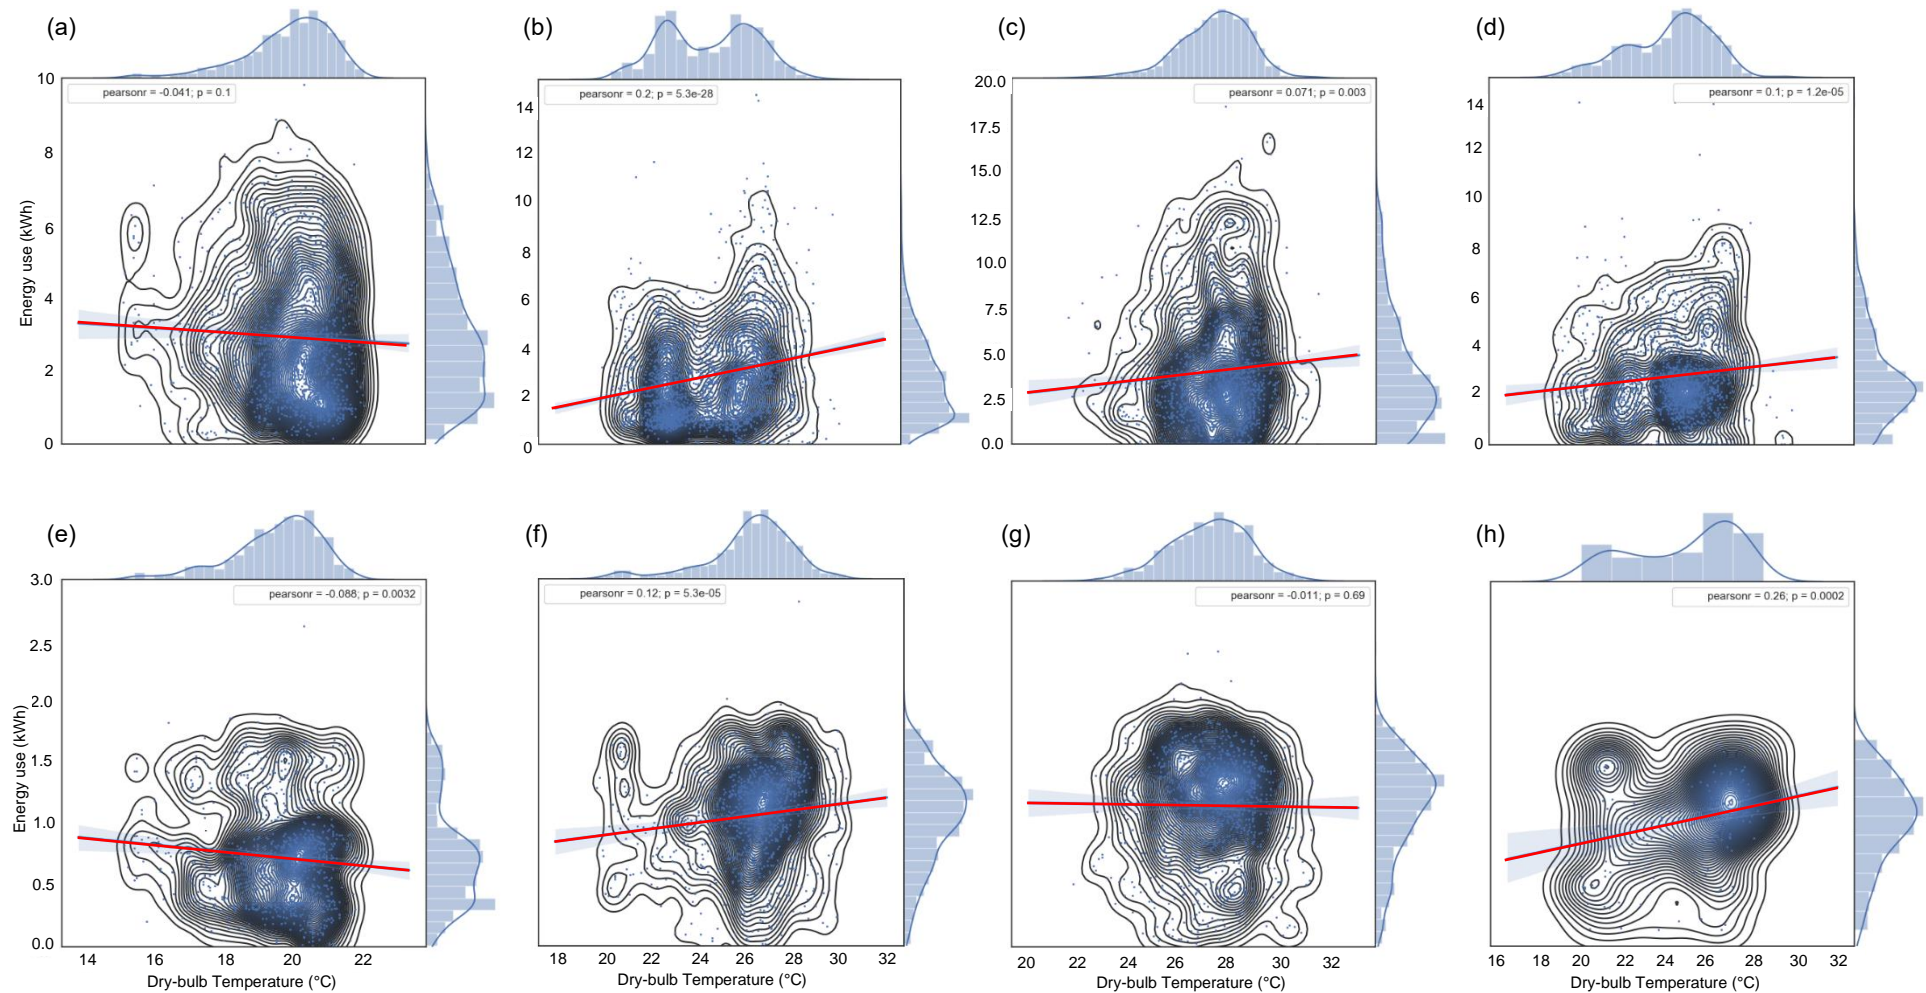 (a)
(b)
(c)
(d)
pearsonr = -0.041; p = 0.1
pearsonr = 0.2; p = 5.3e-28
pearsonr = 0.071; p = 0.003
pearsonr = 0.1; p = 1.2e-05
Energy use (kWh)
10
8
6
4
2
0
14
12
10
8
6
4
2
0
20.0
17.5
15.0
12.5
10.0
7.5
5.0
2.5
0.0
14
12
10
8
6
4
2
0
(e)
(f)
(g)
(h)
pearsonr = -0.088; p = 0.0032
pearsonr = 0.12; p = 5.3e-05
pearsonr = -0.011; p = 0.69
pearsonr = 0.26; p = 0.0002
Energy use (kWh)
3.0
2.5
2.0
1.5
1.0
0.5
0.0
14 16 18 20 22
18 20 22 24 26 28 30 32
20 22 24 26 28 30 32
16 18 20 22 24 26 28 30 32
Dry-bulb Temperature (°C)
Dry-bulb Temperature (°C)
Dry-bulb Temperature (°C)
Dry-bulb Temperature (°C)